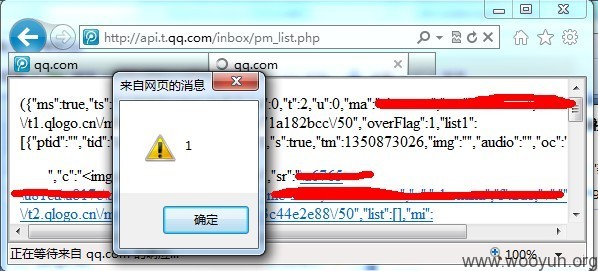 http://api.t.qq.com/inbox/pm_list.php
qq.com
qq.com
来自网页的消息
1
确定
({"ms":true,"ts
:0,"t":2,"u":0,"ma":
\/t1.qlogo.cn\/m
1a182bcc\/50","overFlag":1,"list1":
[{"ptid":"","tid"
"s":true,"tm":1350873026,"img":"","audio":"","oc":"
","c":"<img
,"sr":"
\/t2.qlogo.cn\/m
c44e2e88\/50","list":[],"mi":
正在等待来自 qq.com
100%
www.wooyun.org